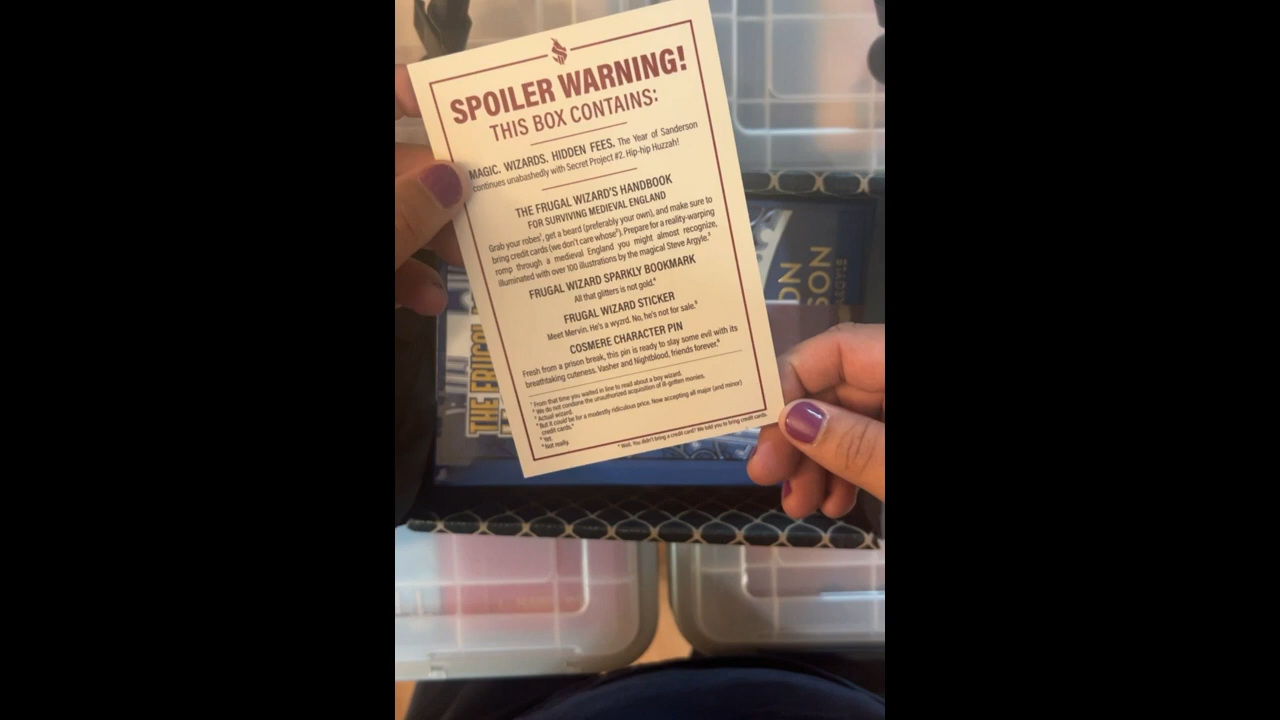 SPOILER WARNING!
THIS BOX CONTAINS:
MAGIC. WIZARDS. HIDDEN FEES. The Year of Sanderson
continues unabashedly with Secret Project #2. Hip-hip Huzzah!
THE FRUGAL WIZARD'S HANDBOOK
FOR SURVIVING MEDIEVAL ENGLAND
Grab your robes¹, get a beard (preferably your own), and make sure to
bring credit cards (we don't care whose²). Prepare for a reality-warping
romp through a medieval England you might almost recognize,
illuminated with over 100 illustrations by the magical Steve Argyle.³
FRUGAL WIZARD SPARKLY BOOKMARK
All that glitters is not gold.⁴
FRUGAL WIZARD STICKER
Meet Mervin. He's a wyzrd. No, he's not for sale.⁵
COSMERE CHARACTER PIN
Fresh from a prison break, this pin is ready to slay some evil with its
breathtaking cuteness. Vasher and Nightblood, friends forever.⁶
¹ From that time you waited in line to read about a boy wizard.
² We do not condone the unauthorized acquisition of ill-gotten monies.
³ Actual wizard.
⁴ But it could be for a modestly ridiculous price. Now accepting all major (and minor)
credit cards.*
⁵ Yet.
⁶ Not really.
* Wait. You didn't bring a credit card? We told you to bring credit cards.
THE FRUGAL
SON
ARGYLE